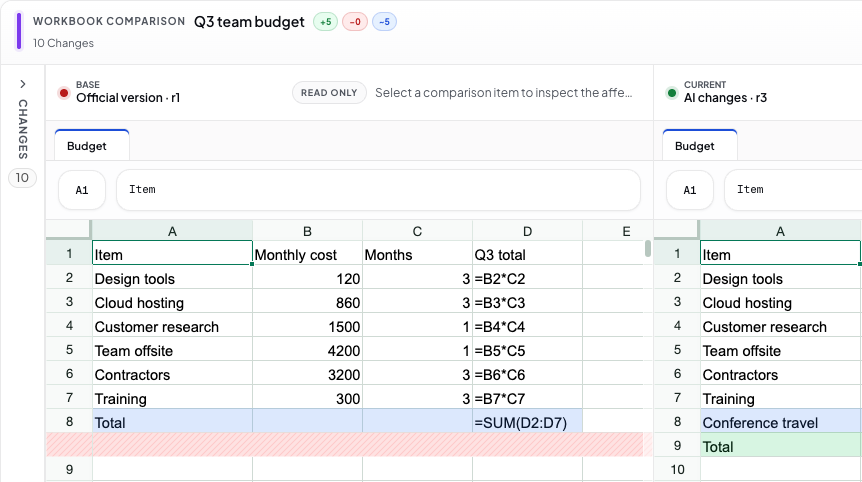 WORKBOOK COMPARISON Q3 team budget +5 -0 -5
10 Changes
CHANGES
10
BASE
Official version · r1
READ ONLY Select a comparison item to inspect the affe...
CURRENT
AI changes · r3
Budget
Budget
A1 Item
A1 Item
A B C D E
1 Item Monthly cost Months Q3 total
2 Design tools 120 3 =B2*C2
3 Cloud hosting 860 3 =B3*C3
4 Customer research 1500 1 =B4*C4
5 Team offsite 4200 1 =B5*C5
6 Contractors 3200 3 =B6*C6
7 Training 300 3 =B7*C7
8 Total =SUM(D2:D7)
9
A
1 Item
2 Design tools
3 Cloud hosting
4 Customer research
5 Team offsite
6 Contractors
7 Training
8 Conference travel
9 Total
10